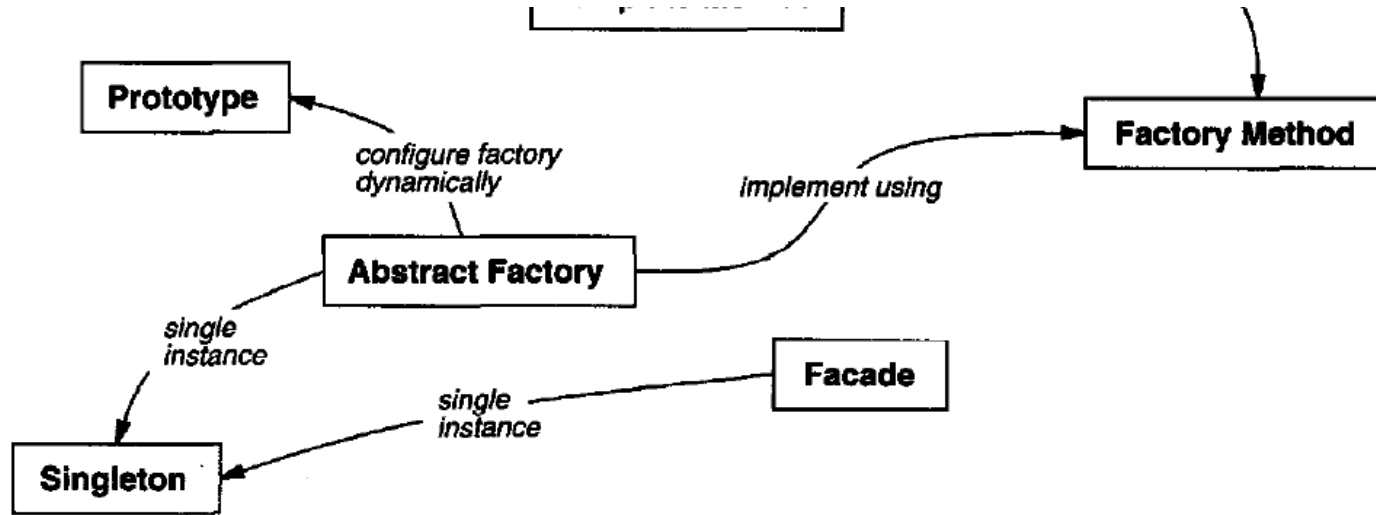 Prototype
Factory Method
configure factory
dynamically
implement using
Abstract Factory
single
instance
Facade
single
instance
Singleton